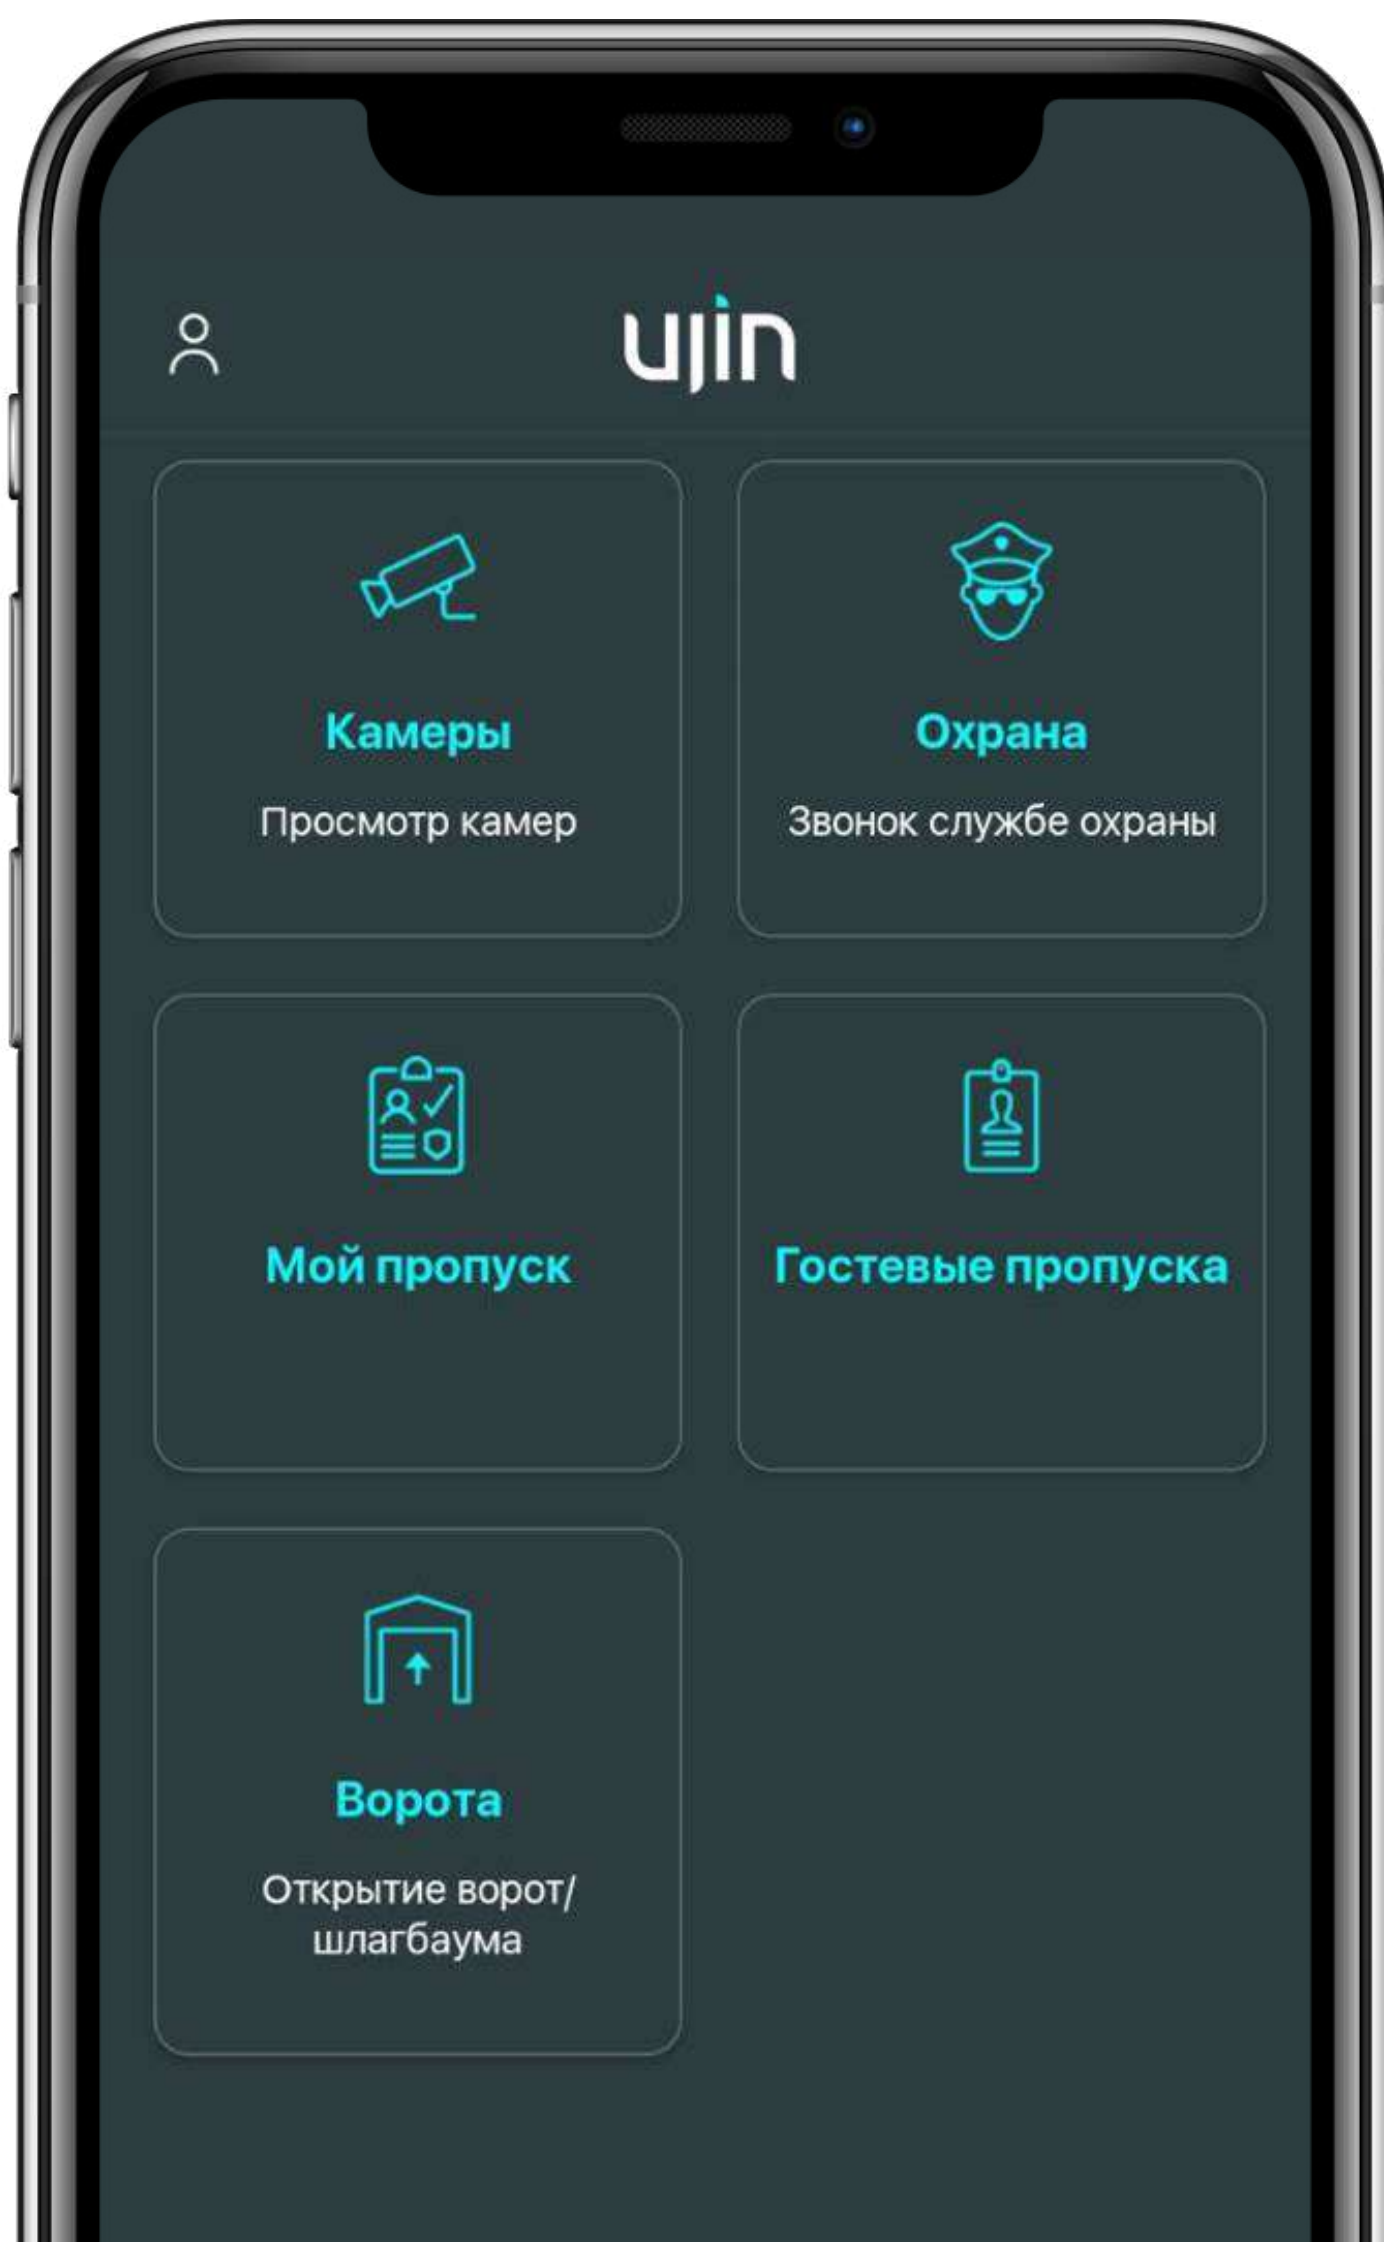 ujin
Камеры
Просмотр камер
Охрана
Звонок службе охраны
Мой пропуск
Гостевые пропуска
Ворота
Открытие ворот/
шлагбаума